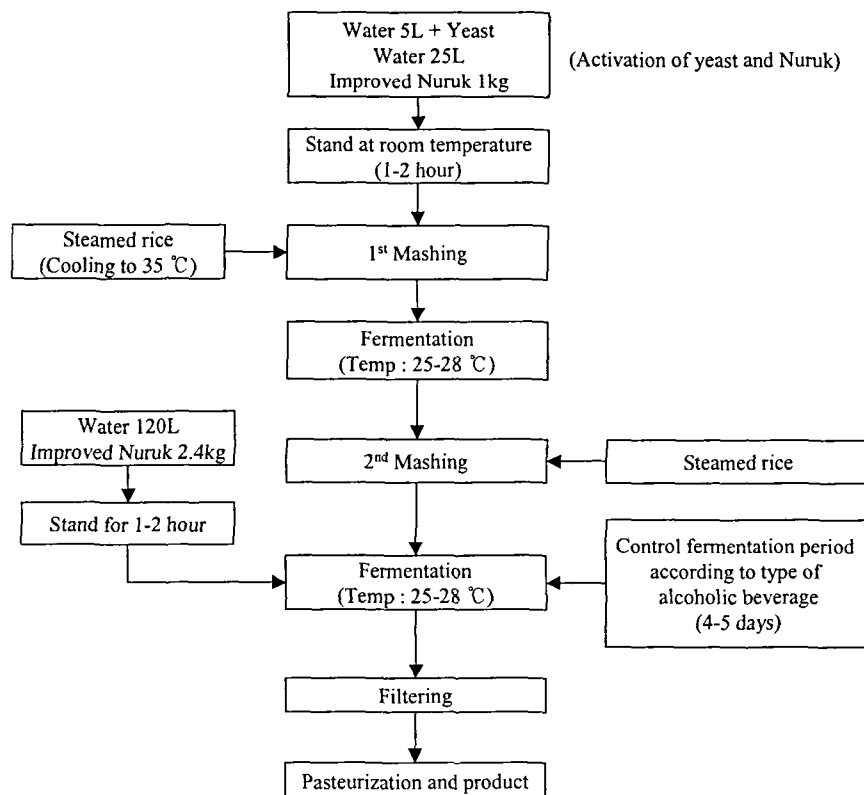 Water 5L + Yeast
Water 25L
Improved Nuruk 1kg
(Activation of yeast and Nuruk)
Stand at room temperature
(1-2 hour)
Steamed rice
(Cooling to 35 ℃)
1st Mashing
Fermentation
(Temp : 25-28 ℃)
Water 120L
Improved Nuruk 2.4kg
2nd Mashing
Steamed rice
Stand for 1-2 hour
Fermentation
(Temp : 25-28 ℃)
Control fermentation period
according to type of
alcoholic beverage
(4-5 days)
Filtering
Pasteurization and product